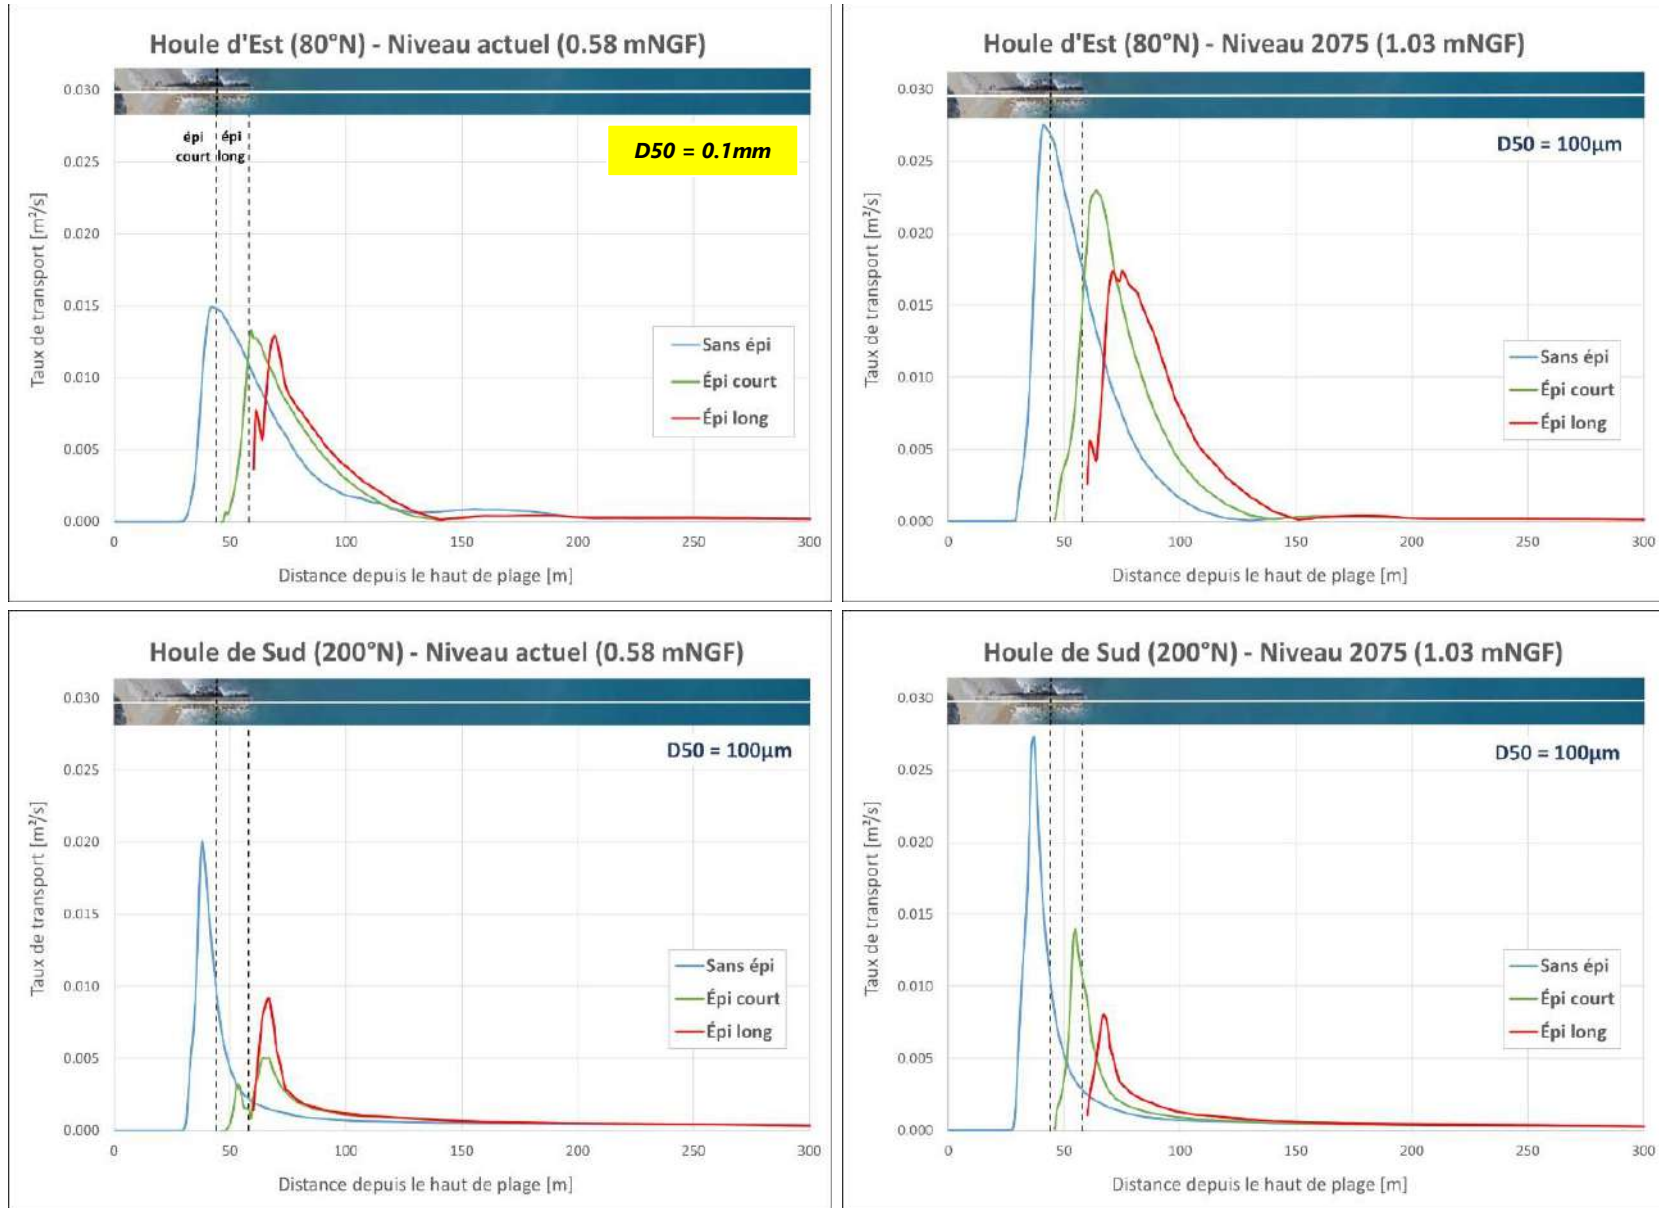 Houle d'Est (80°N) - Niveau actuel (0.58 mNGF)
0.030
0.025
0.020
0.015
0.010
0.005
0.000
Taux de transport [m²/s]
épi épi
court long
D50 = 0.1mm
Sans épi
Épi court
Épi long
0 50 100 150 200 250 300
Distance depuis le haut de plage [m]
Houle d'Est (80°N) - Niveau 2075 (1.03 mNGF)
0.030
0.025
0.020
0.015
0.010
0.005
0.000
Taux de transport [m²/s]
D50 = 100µm
Sans épi
Épi court
Épi long
0 50 100 150 200 250 300
Distance depuis le haut de plage [m]
Houle de Sud (200°N) - Niveau actuel (0.58 mNGF)
0.030
0.025
0.020
0.015
0.010
0.005
0.000
Taux de transport [m²/s]
D50 = 100µm
Sans épi
Épi court
Épi long
0 50 100 150 200 250 300
Distance depuis le haut de plage [m]
Houle de Sud (200°N) - Niveau 2075 (1.03 mNGF)
0.030
0.025
0.020
0.015
0.010
0.005
0.000
Taux de transport [m²/s]
D50 = 100µm
Sans épi
Épi court
Épi long
0 50 100 150 200 250 300
Distance depuis le haut de plage [m]